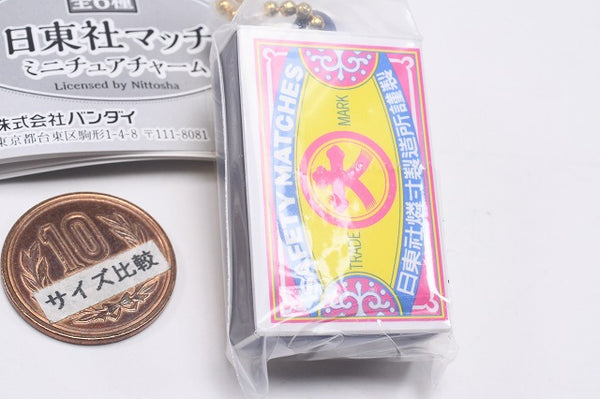 全6種
日東社マッチ
ミニチュアチャーム
Licensed by Nittosha
株式会社バンダイ
東京都台東区駒形1-4-8 〒111-8081
10
サイズ比較
SAFETY MATCHES
TRADE MARK
大
日東社燐寸製造所謹製